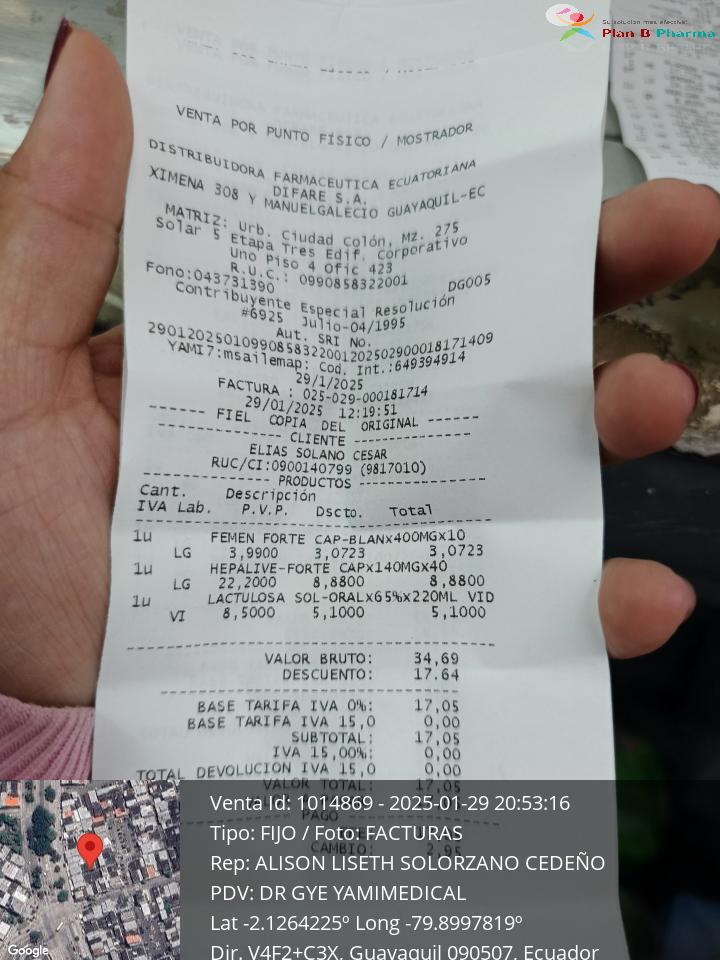 Su solucion mas efectiva!
Plan B Pharma
VENTA POR PUNTO FÍSICO / MOSTRADOR
DISTRIBUIDORA FARMACEUTICA ECUATORIANA
DIFARE S.A.
XIMENA 308 Y MANUELGALECIO GUAYAQUIL-EC
MATRIZ: Urb. Ciudad Colón, Mz. 275
Solar 5 Etapa Tres Edif. Corporativo
Uno Piso 4 Ofic 423
R.U.C.: 0990858322001
Fono:043731390 DG005
Contribuyente Especial Resolución
#6925 Julio-04/1995
Aut. SRI No.
2901202501099085832200120250290001817​1409
YAMI7:msailemap: Cod. Int.:649394914
29/1/2025
FACTURA : 025-029-000181714
29/01/2025 12:19:51
------ FIEL COPIA DEL ORIGINAL ------
---------------- CLIENTE ----------------
ELIAS SOLANO CESAR
RUC/CI:0900140799 (9817010)
---------------- PRODUCTOS ----------------
Cant. Descripción
IVA Lab. P.V.P. Dscto. Total
1u FEMEN FORTE CAP-BLANx400MGx10
LG 3,9900 3,0723 3,0723
1u HEPALIVE-FORTE CAPx140MGx40
LG 22,2000 8,8800 8,8800
1u LACTULOSA SOL-ORALx65%x220ML VID
VI 8,5000 5,1000 5,1000
VALOR BRUTO: 34,69
DESCUENTO: 17.64
BASE TARIFA IVA 0%: 17,05
BASE TARIFA IVA 15,0 0,00
SUBTOTAL: 17,05
IVA 15,00%: 0,00
TOTAL DEVOLUCION IVA 15,0 0,00
VALOR TOTAL: 17,05
PAGO
CAMBIO: 2,95
Venta Id: 1014869 - 2025-01-29 20:53:16
Tipo: FIJO / Foto: FACTURAS
Rep: ALISON LISETH SOLORZANO CEDEÑO
PDV: DR GYE YAMIMEDICAL
Lat -2.1264225º Long -79.8997819º
Dir. V4F2+C3X, Guayaquil 090507, Ecuador
Google